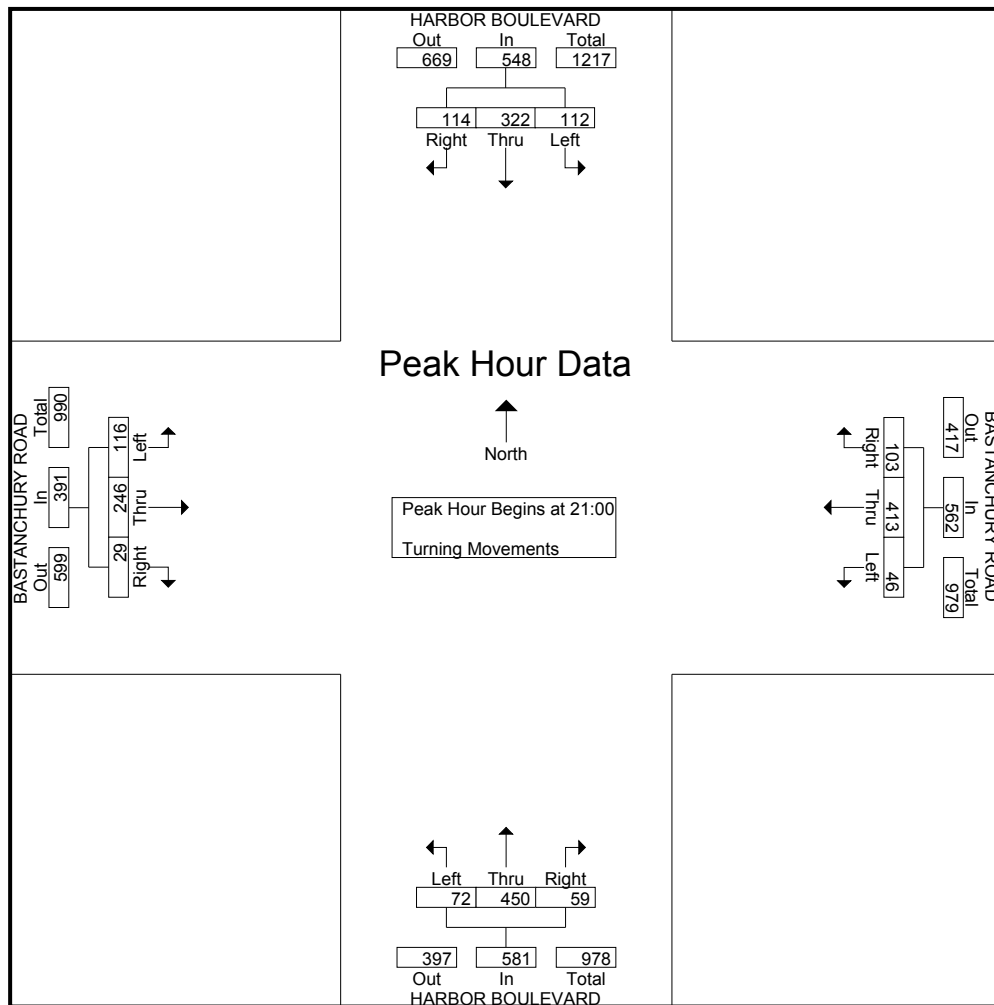 HARBOR BOULEVARD
Out In Total
669 548 1217
114 322 112
Right Thru Left
Peak Hour Data
North
Peak Hour Begins at 21:00
Turning Movements
BASTANCHURY ROAD
Out In Total
599 391 990
29 246 116
Right Thru Left
BASTANCHURY ROAD
Out In Total
417 562 979
103 413 46
Right Thru Left
Left Thru Right
72 450 59
397 581 978
Out In Total
HARBOR BOULEVARD